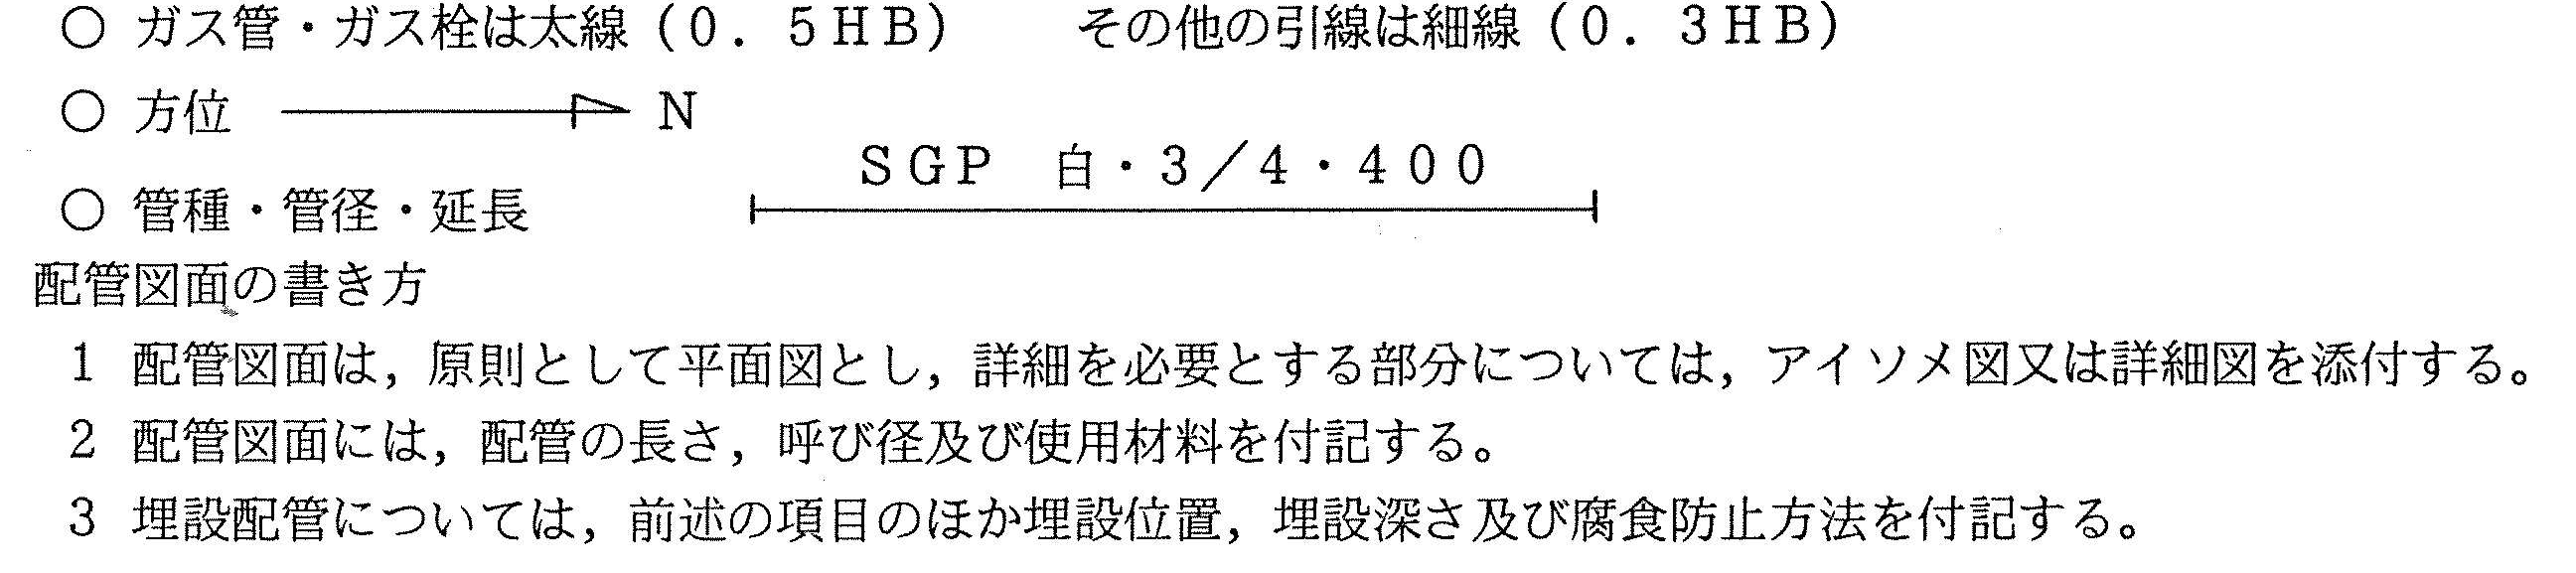 ○ ガス管・ガス栓は太線（０．５ＨＢ）　その他の引線は細線（０．３ＨＢ）
○ 方位　Ｎ
ＳＧＰ　白・３／４・４００
○ 管種・管径・延長
配管図面の書き方
1 配管図面は，原則として平面図とし，詳細を必要とする部分については，アイソメ図又は詳細図を添付する。
2 配管図面には，配管の長さ，呼び径及び使用材料を付記する。
3 埋設配管については，前述の項目のほか埋設位置，埋設深さ及び腐食防止方法を付記する。